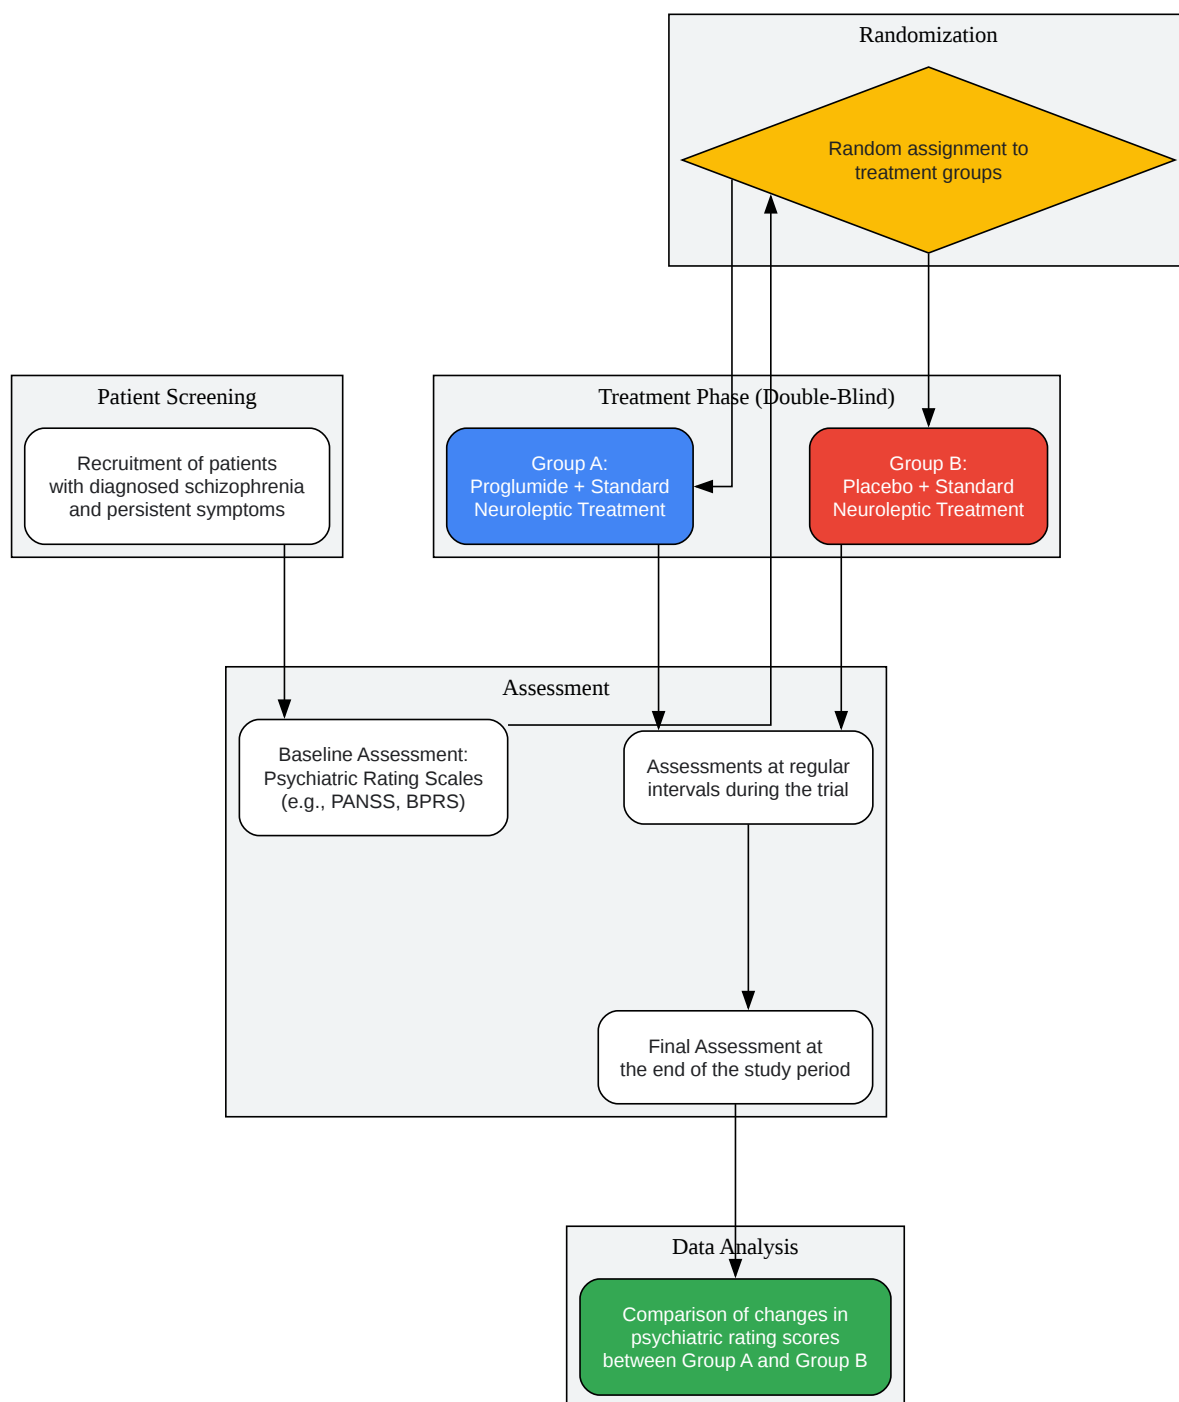 Randomization
Random assignment to
treatment groups
Patient Screening
Recruitment of patients
with diagnosed schizophrenia
and persistent symptoms
Treatment Phase (Double-Blind)
Group A:
Proglumide + Standard
Neuroleptic Treatment
Group B:
Placebo + Standard
Neuroleptic Treatment
Assessment
Baseline Assessment:
Psychiatric Rating Scales
(e.g., PANSS, BPRS)
Assessments at regular
intervals during the trial
Final Assessment at
the end of the study period
Data Analysis
Comparison of changes in
psychiatric rating scores
between Group A and Group B